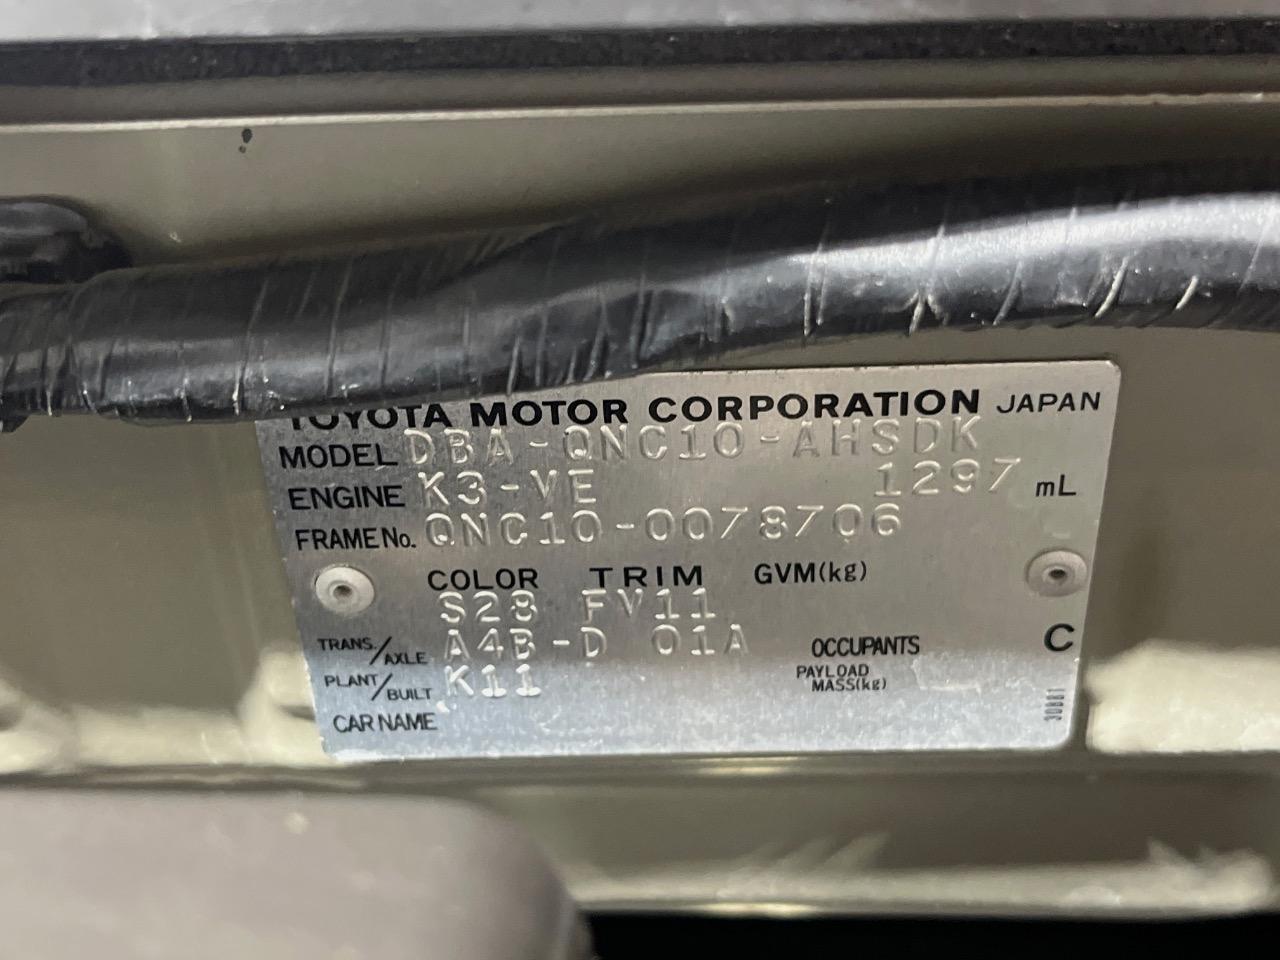 TOYOTA MOTOR CORPORATION JAPAN
MODEL DBA-QNC10-AHSDK
ENGINE K3-VE 1297 mL
FRAME No. QNC10-0078706
COLOR TRIM GVM(kg)
S28 FV11
TRANS./AXLE A4B-D 01A OCCUPANTS C
PLANT/BUILT K11 PAYLOAD MASS(kg)
CAR NAME
30881